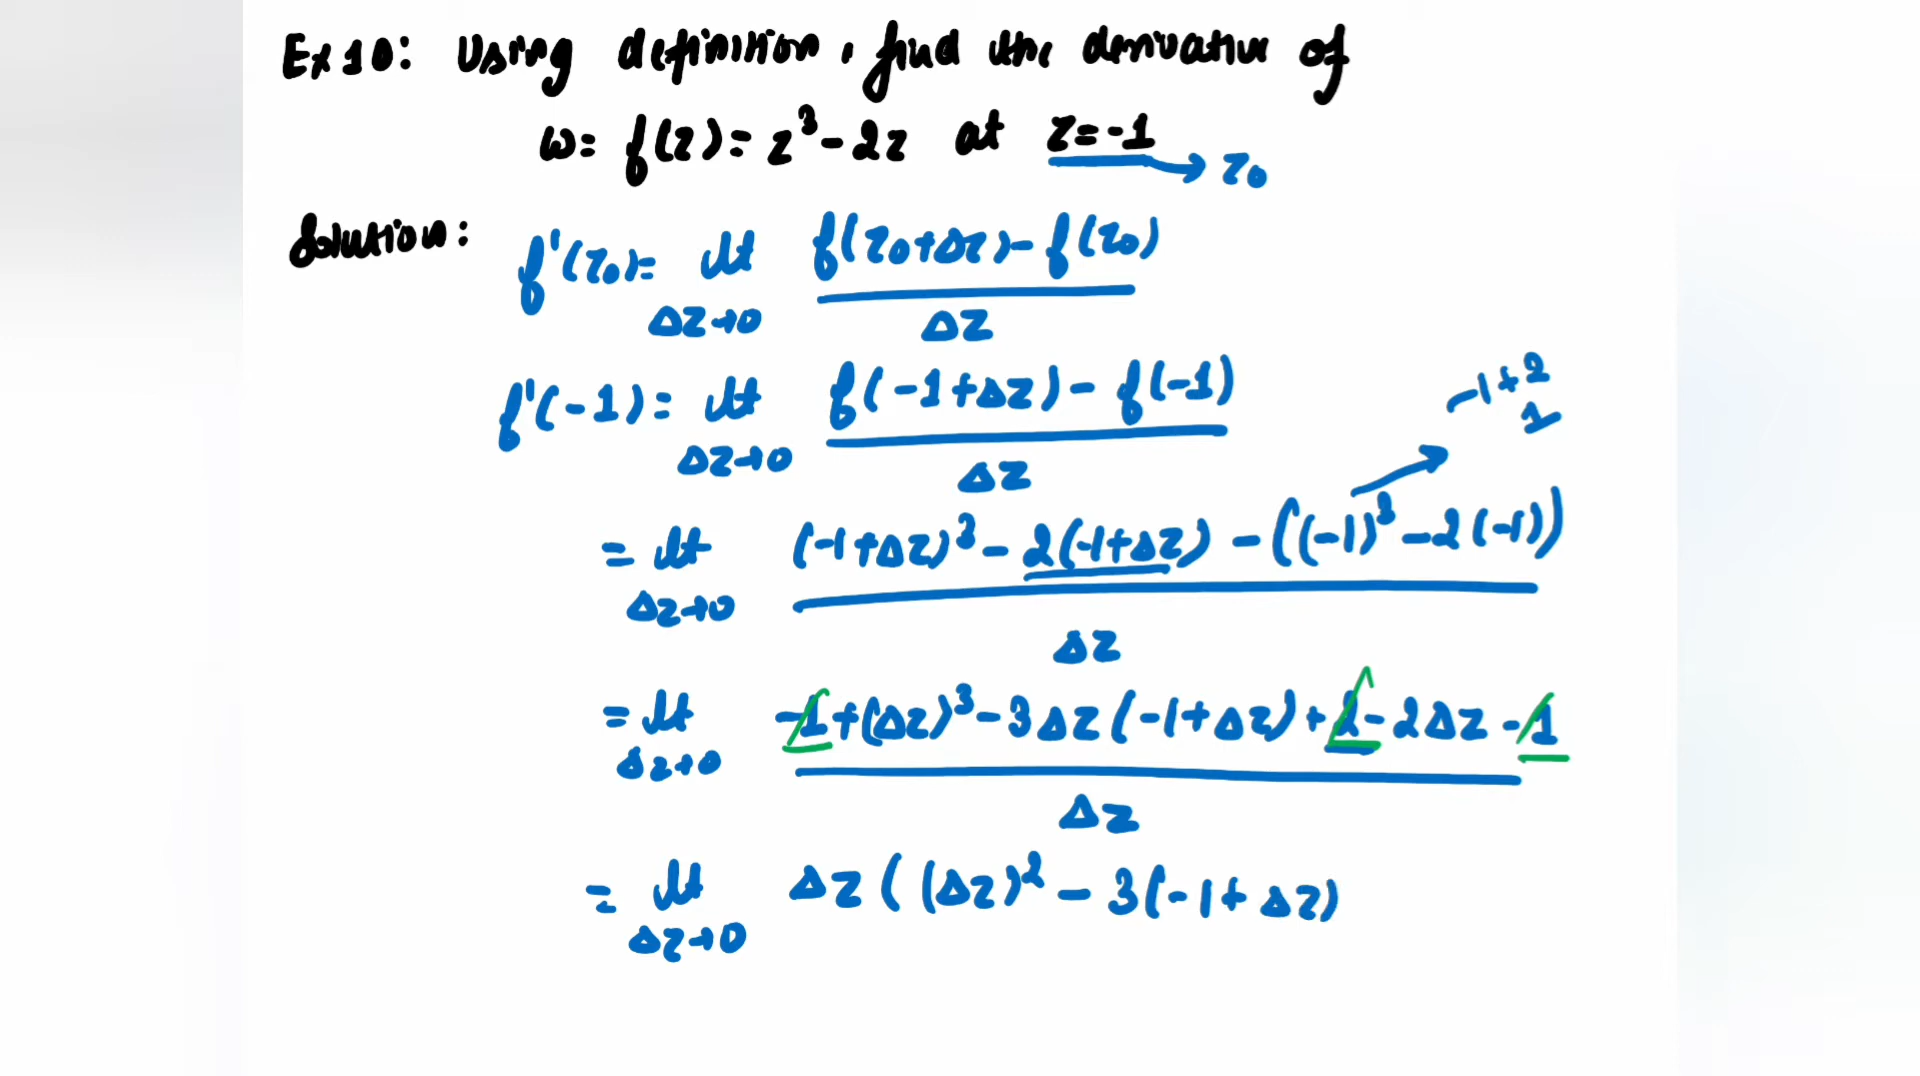 Ex10: Using definition, find the derivative of
w = f(z) = z³ - 2z at z = -1 → z₀
Solution: f'(z₀) = lt Δz→0 f(z₀+Δz) - f(z₀) / Δz
f'(-1) = lt Δz→0 f(-1+Δz) - f(-1) / Δz
-1+2
1
= lt Δz→0 (-1+Δz)³ - 2(-1+Δz) - ((-1)³ - 2(-1)) / Δz
= lt Δz→0 -1+(Δz)³ - 3Δz(-1+Δz) + 2 - 2Δz - 1 / Δz
= lt Δz→0 Δz((Δz)² - 3(-1+Δz)